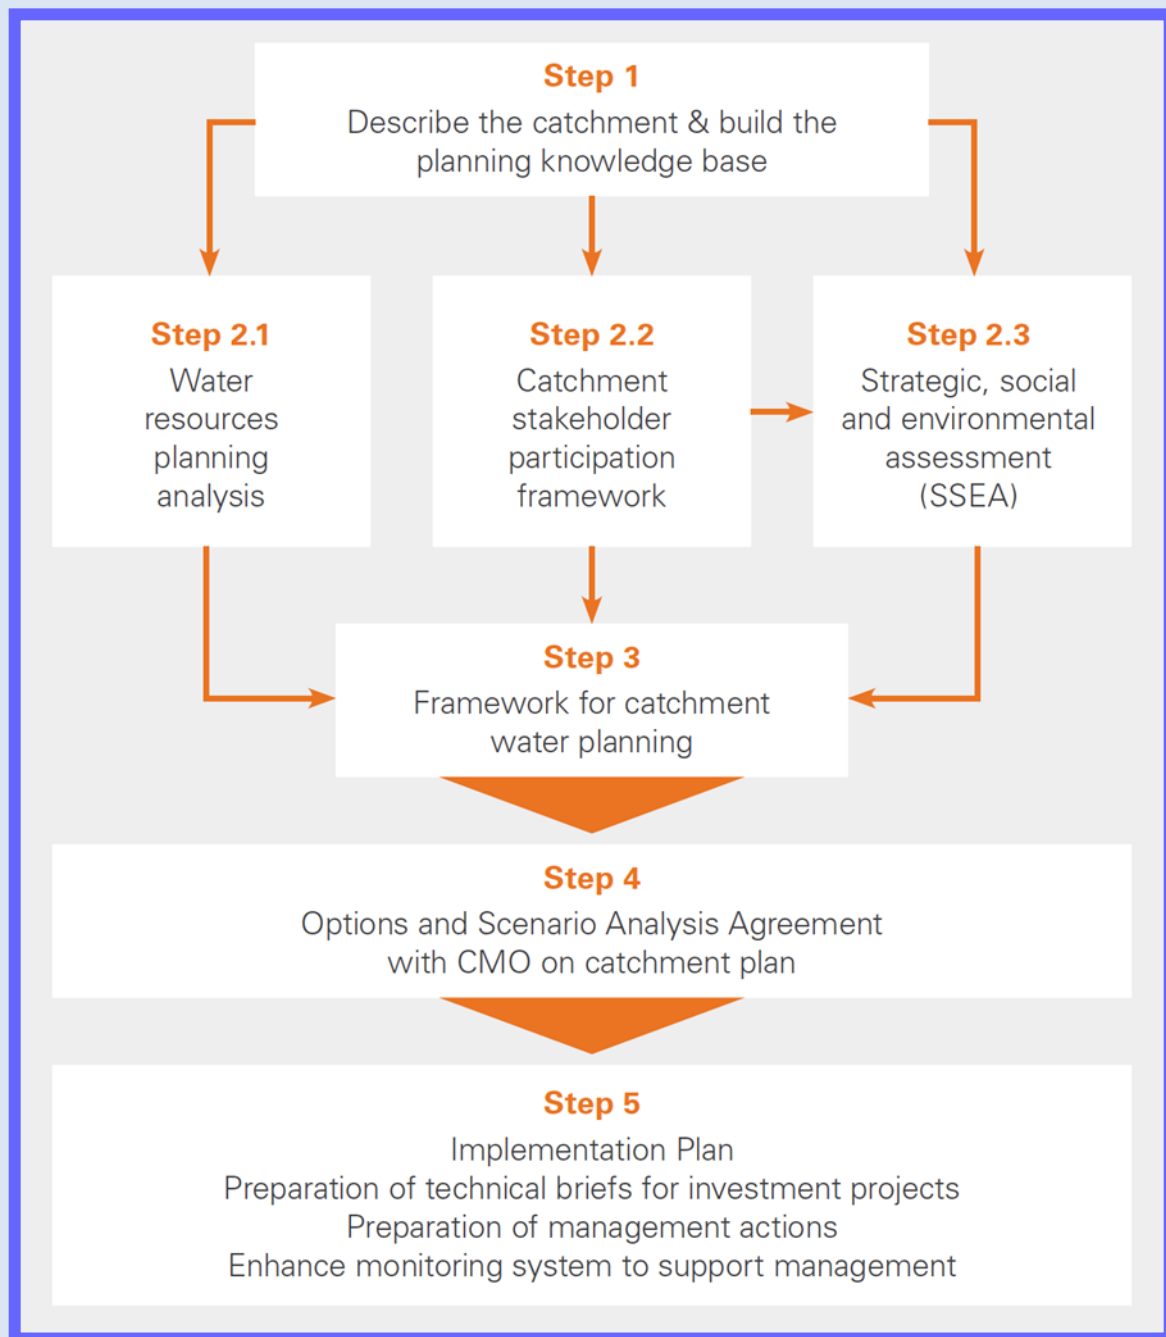 Step 1
Describe the catchment & build the
planning knowledge base
Step 2.1
Water
resources
planning
analysis
Step 2.2
Catchment
stakeholder
participation
framework
Step 2.3
Strategic, social
and environmental
assessment
(SSEA)
Step 3
Framework for catchment
water planning
Step 4
Options and Scenario Analysis Agreement
with CMO on catchment plan
Step 5
Implementation Plan
Preparation of technical briefs for investment projects
Preparation of management actions
Enhance monitoring system to support management